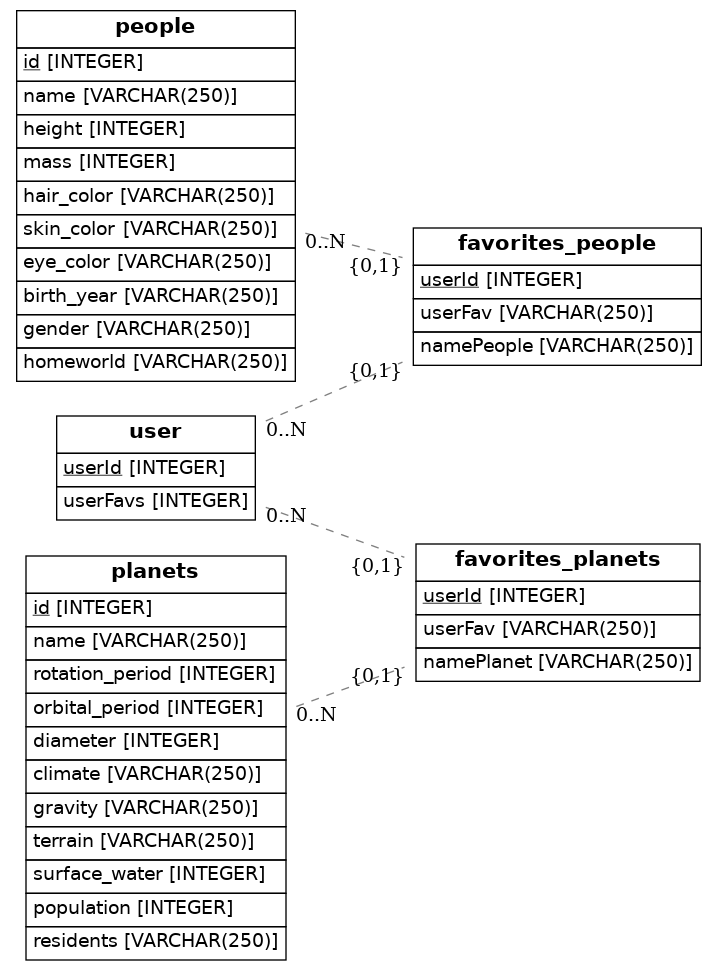 people
id [INTEGER]
name [VARCHAR(250)]
height [INTEGER]
mass [INTEGER]
hair_color [VARCHAR(250)]
skin_color [VARCHAR(250)]
eye_color [VARCHAR(250)]
birth_year [VARCHAR(250)]
gender [VARCHAR(250)]
homeworld [VARCHAR(250)]
0..N
{0,1}
favorites_people
userId [INTEGER]
userFav [VARCHAR(250)]
namePeople [VARCHAR(250)]
{0,1}
0..N
user
userId [INTEGER]
userFavs [INTEGER]
0..N
{0,1}
favorites_planets
userId [INTEGER]
userFav [VARCHAR(250)]
namePlanet [VARCHAR(250)]
{0,1}
0..N
planets
id [INTEGER]
name [VARCHAR(250)]
rotation_period [INTEGER]
orbital_period [INTEGER]
diameter [INTEGER]
climate [VARCHAR(250)]
gravity [VARCHAR(250)]
terrain [VARCHAR(250)]
surface_water [INTEGER]
population [INTEGER]
residents [VARCHAR(250)]